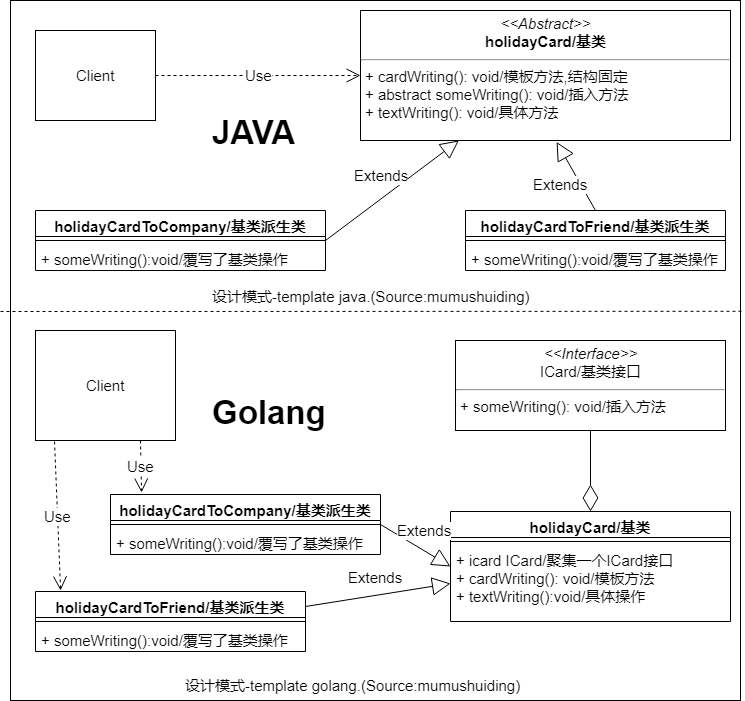 <<Abstract>>
holidayCard/基类
Client
Use
+ cardWriting(): void/模板方法,结构固定
+ abstract someWriting(): void/插入方法
+ textWriting(): void/具体方法
JAVA
Extends
Extends
holidayCardToCompany/基类派生类
+ someWriting():void/覆写了基类操作
holidayCardToFriend/基类派生类
+ someWriting():void/覆写了基类操作
设计模式-template java.(Source:mumushuiding)
Client
<<Interface>>
ICard/基类接口
+ someWriting(): void/插入方法
Golang
Use
Use
holidayCardToCompany/基类派生类
+ someWriting():void/覆写了基类操作
Extends
holidayCard/基类
+ icard ICard/聚集一个ICard接口
+ cardWriting(): void/模板方法
+ textWriting():void/具体操作
Extends
holidayCardToFriend/基类派生类
+ someWriting():void/覆写了基类操作
设计模式-template golang.(Source:mumushuiding)